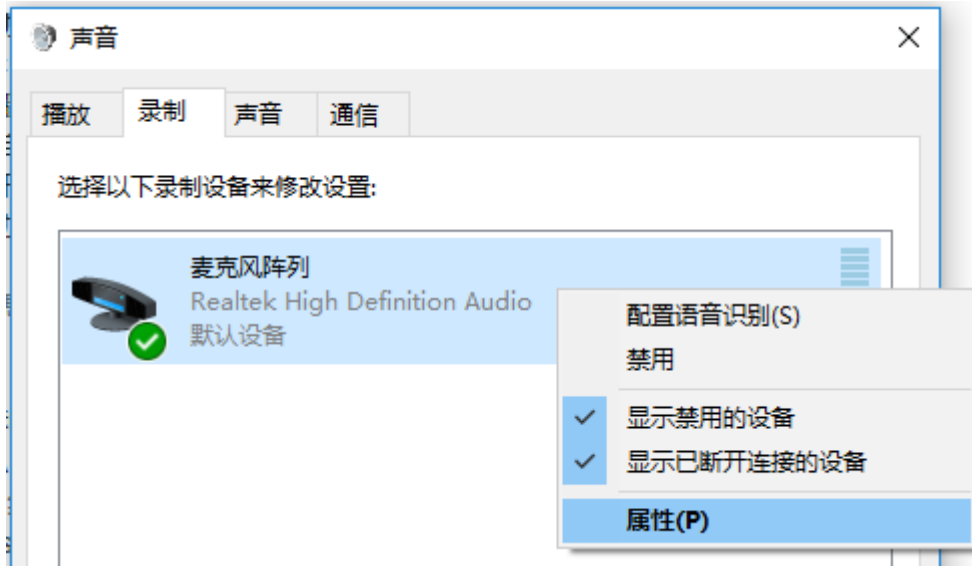 声音
播放
录制
声音
通信
选择以下录制设备来修改设置:
麦克风阵列
Realtek High Definition Audio
默认设备
配置语音识别(S)
禁用
显示禁用的设备
显示已断开连接的设备
属性(P)